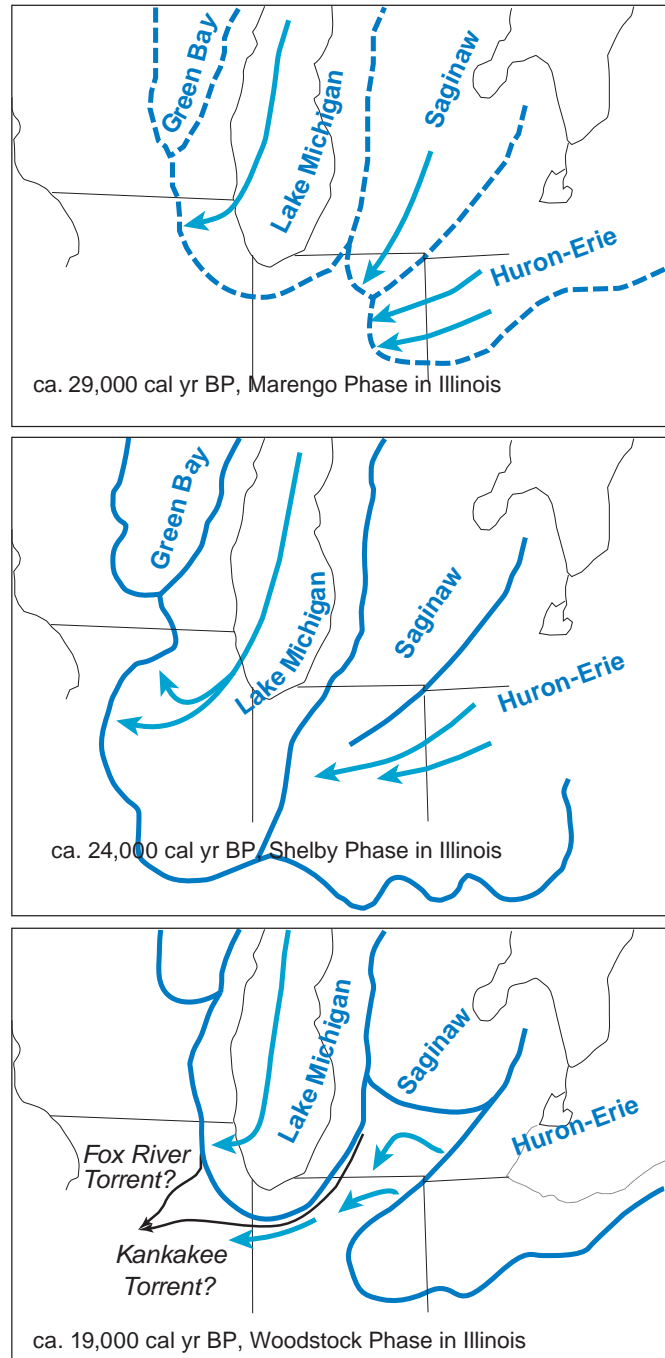 Green Bay
Lake Michigan
Saginaw
Huron-Erie
ca. 29,000 cal yr BP, Marengo Phase in Illinois
Green Bay
Lake Michigan
Saginaw
Huron-Erie
ca. 24,000 cal yr BP, Shelby Phase in Illinois
Lake Michigan
Saginaw
Huron-Erie
Fox River
Torrent?
Kankakee
Torrent?
ca. 19,000 cal yr BP, Woodstock Phase in Illinois